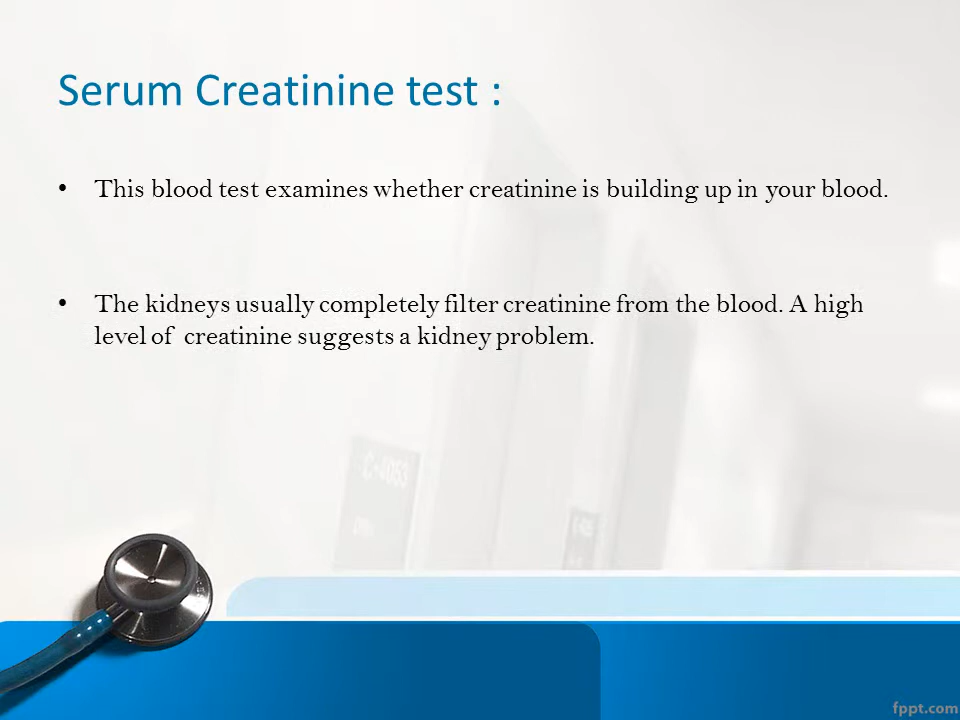 Serum Creatinine test :
• This blood test examines whether creatinine is building up in your blood.
• The kidneys usually completely filter creatinine from the blood. A high
level of creatinine suggests a kidney problem.
C-J053
fppt.com